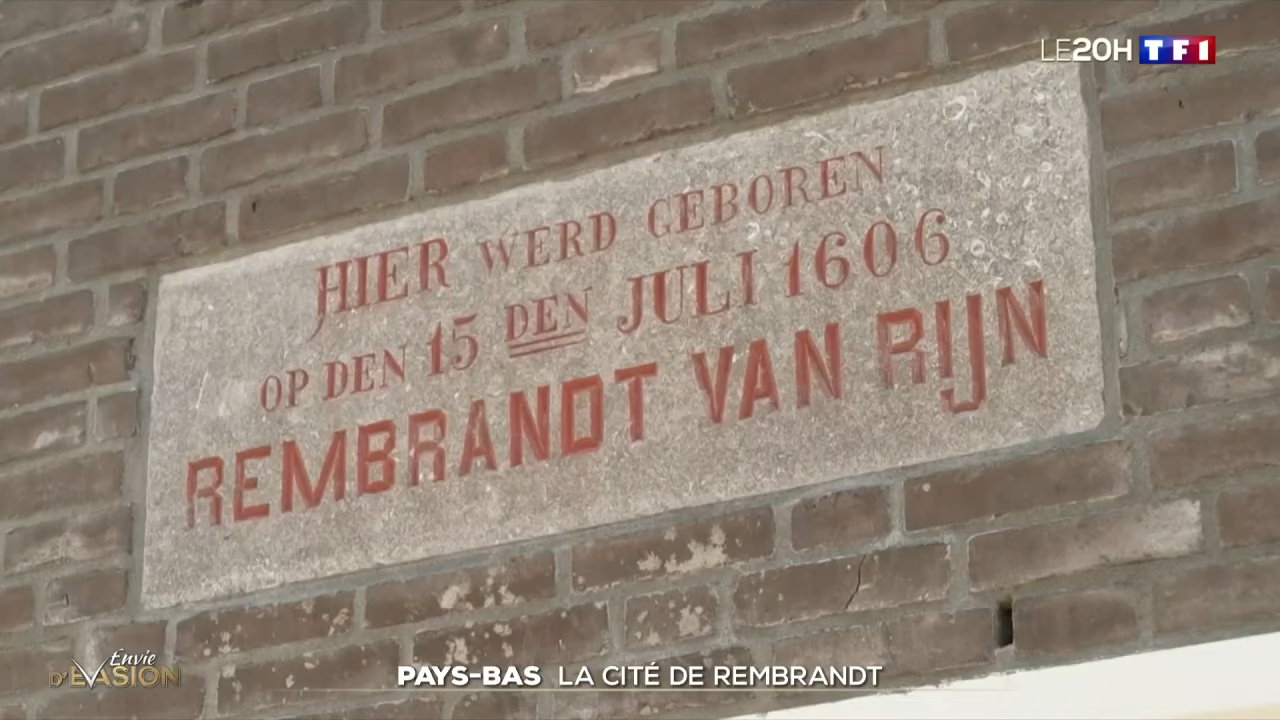 LE20H TF1
HIER WERD GEBOREN
OP DEN 15 DEN JULI 1606
REMBRANDT VAN RIJN
Envie
D'EVASION
PAYS-BAS LA CITÉ DE REMBRANDT